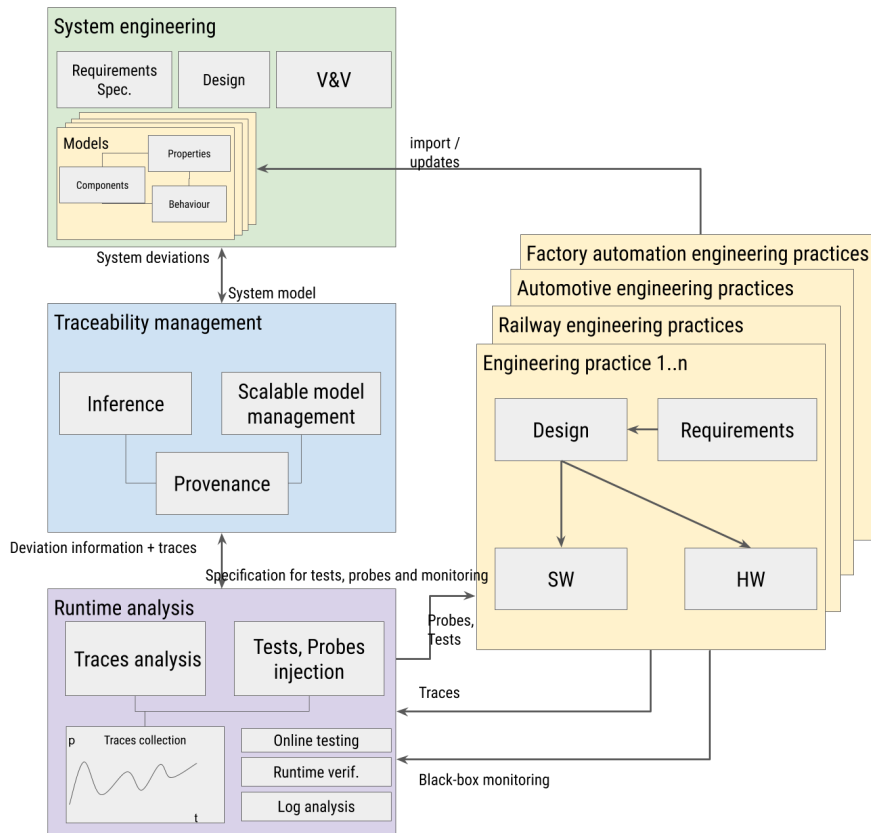 System engineering
Requirements
Spec.
Design
V&V
Models
Properties
Components
Behaviour
import /
updates
System deviations
System model
Factory automation engineering practices
Automotive engineering practices
Railway engineering practices
Engineering practice 1..n
Design
Requirements
SW
HW
Traceability management
Inference
Scalable model
management
Provenance
Deviation information + traces
Specification for tests, probes and monitoring
Runtime analysis
Traces analysis
Tests, Probes
injection
Probes,
Tests
Traces
p
Traces collection
t
Online testing
Runtime verif.
Log analysis
Black-box monitoring